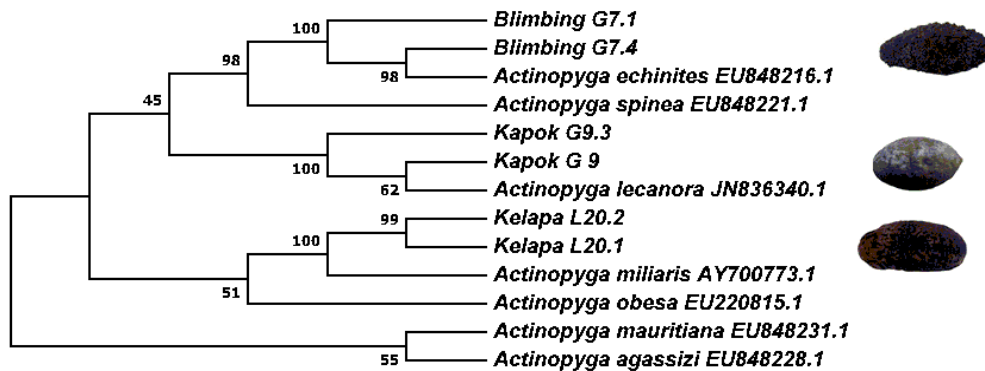 Blimbing G7.1
100
Blimbing G7.4
98
98
Actinopyga echinites EU848216.1
45
Actinopyga spinea EU848221.1
Kapok G9.3
Kapok G 9
100
62
Actinopyga lecanora JN836340.1
Kelapa L20.2
99
100
Kelapa L20.1
Actinopyga miliaris AY700773.1
51
Actinopyga obesa EU220815.1
Actinopyga mauritiana EU848231.1
55
Actinopyga agassizi EU848228.1